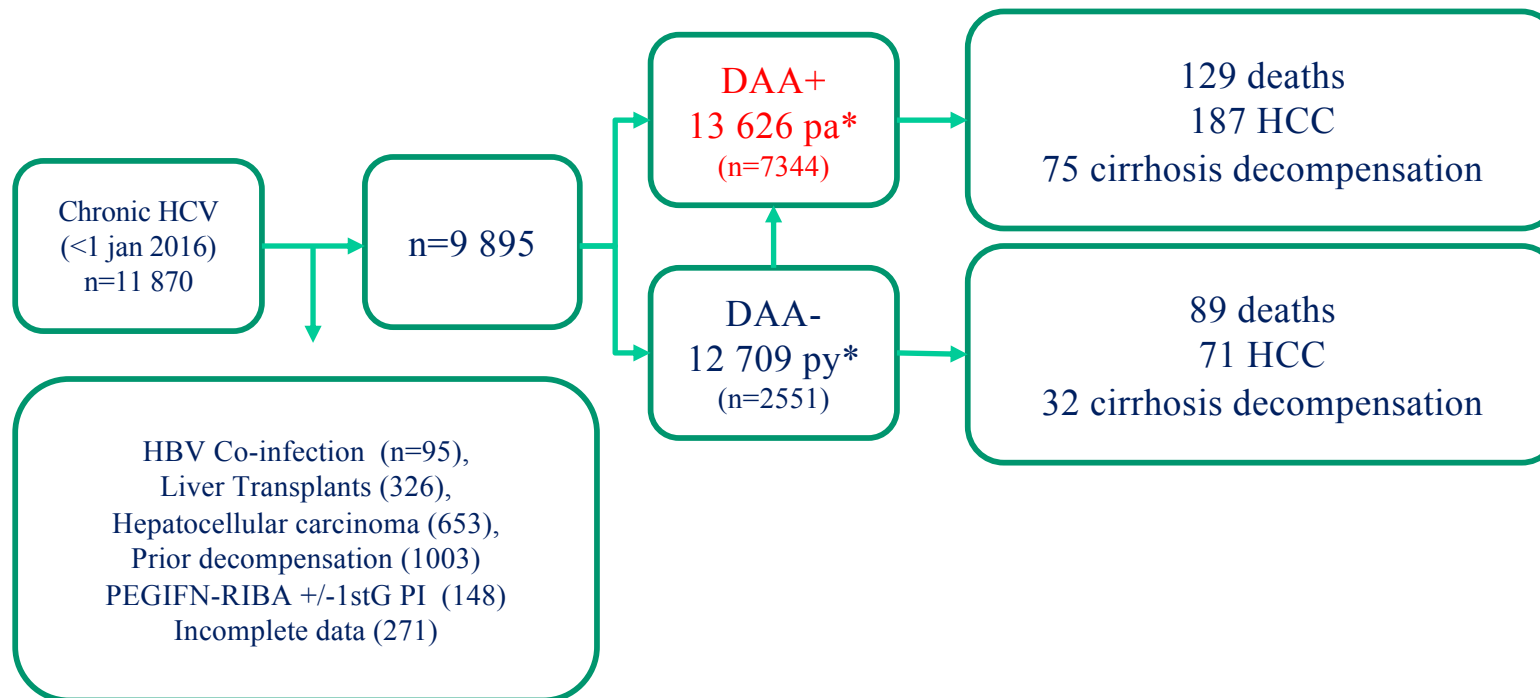 Chronic HCV
(<1 jan 2016)
n=11 870
n=9 895
DAA+
13 626 pa*
(n=7344)
129 deaths
187 HCC
75 cirrhosis decompensation
DAA-
12 709 py*
(n=2551)
89 deaths
71 HCC
32 cirrhosis decompensation
HBV Co-infection (n=95),
Liver Transplants (326),
Hepatocellular carcinoma (653),
Prior decompensation (1003)
PEGIFN-RIBA +/-1stG PI (148)
Incomplete data (271)